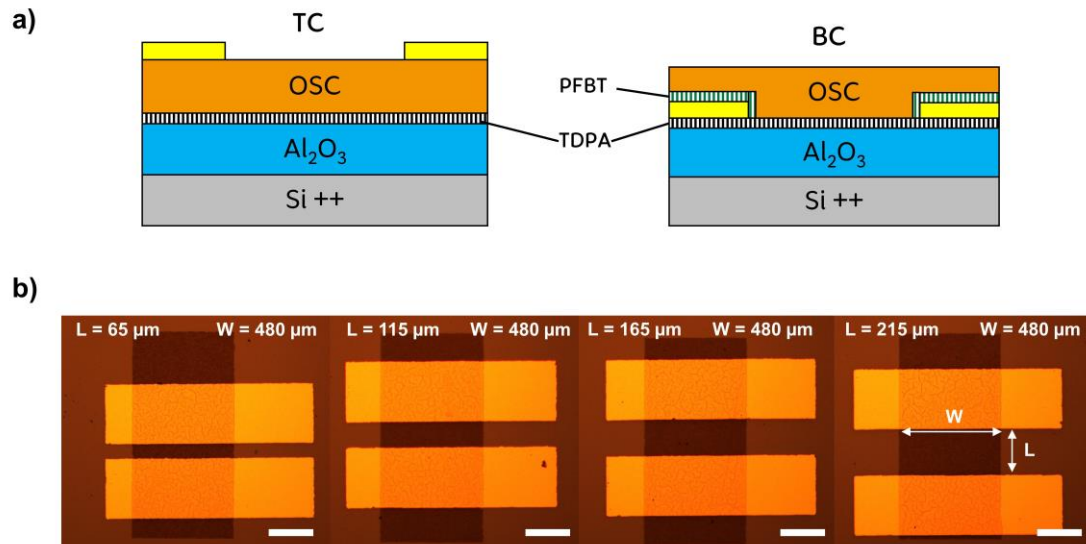 a)
TC
OSC
Al₂O₃
Si ++
PFBT
TDPA
BC
OSC
Al₂O₃
Si ++
b)
L = 65 µm W = 480 µm
L = 115 µm W = 480 µm
L = 165 µm W = 480 µm
L = 215 µm W = 480 µm
W
L